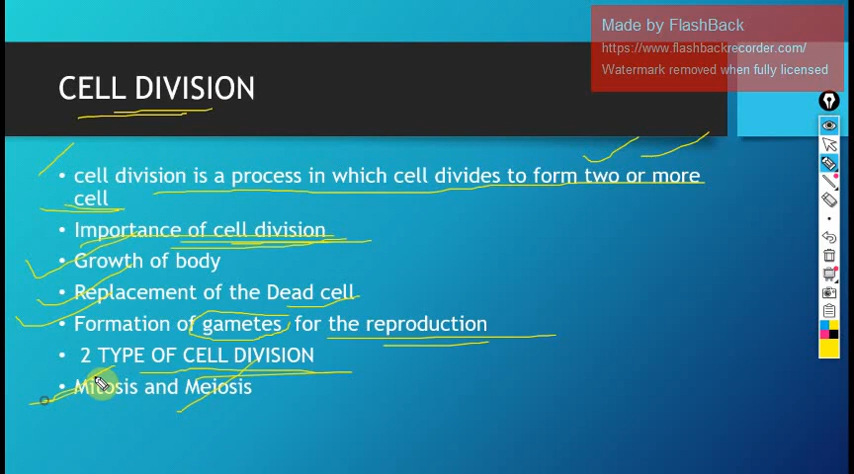 Made by FlashBack
https://www.flashbackrecorder.com/
Watermark removed when fully licensed
CELL DIVISION
• cell division is a process in which cell divides to form two or more
cell
• Importance of cell division
• Growth of body
• Replacement of the Dead cell
• Formation of gametes for the reproduction
• 2 TYPE OF CELL DIVISION
• Mitosis and Meiosis